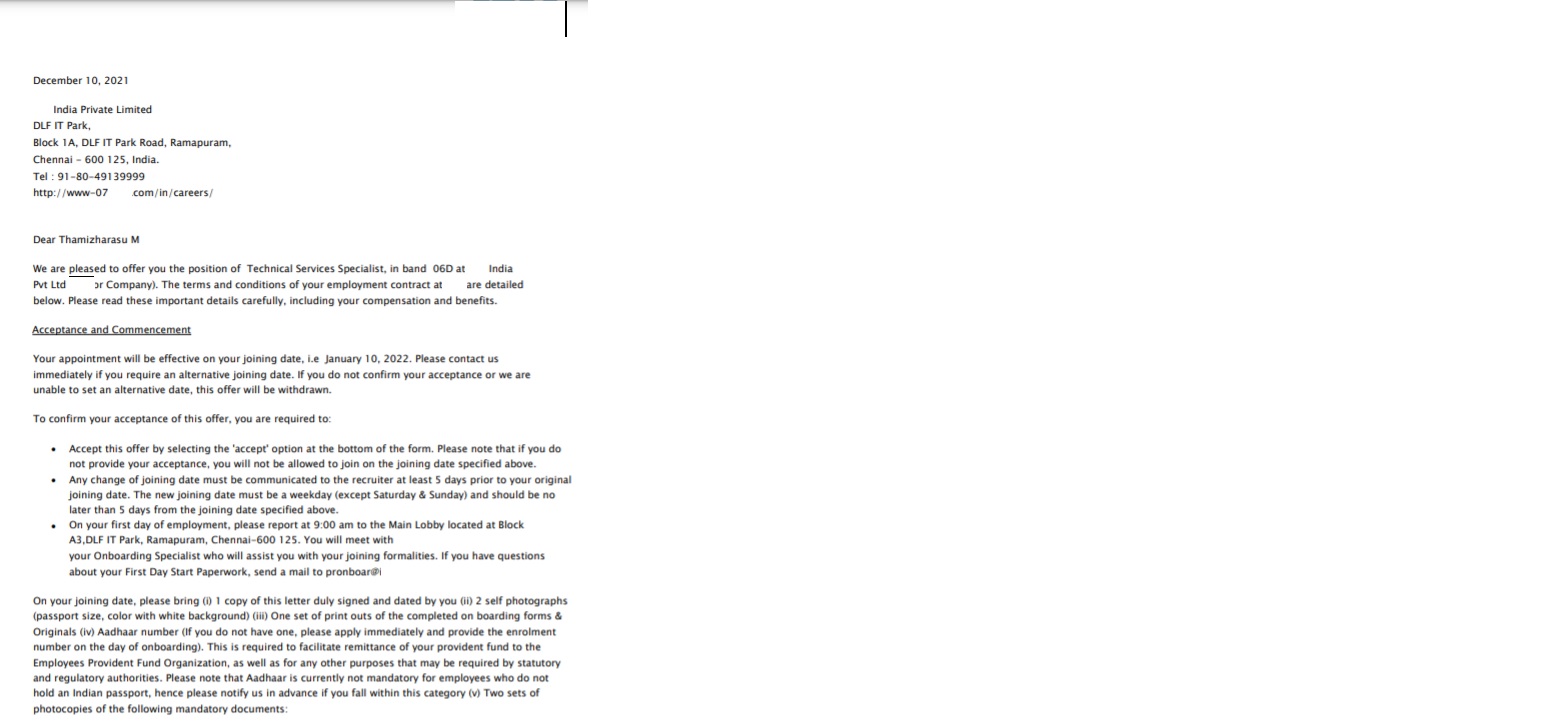 December 10, 2021
India Private Limited
DLF IT Park,
Block 1A, DLF IT Park Road, Ramapuram,
Chennai - 600 125, India.
Tel : 91-80-49139999
http://www-07 .com/in/careers/
Dear Thamizharasu M
We are pleased to offer you the position of Technical Services Specialist, in band 06D at India
Pvt Ltd or Company). The terms and conditions of your employment contract at are detailed
below. Please read these important details carefully, including your compensation and benefits.
Acceptance and Commencement
Your appointment will be effective on your joining date, i.e January 10, 2022. Please contact us
immediately if you require an alternative joining date. If you do not confirm your acceptance or we are
unable to set an alternative date, this offer will be withdrawn.
To confirm your acceptance of this offer, you are required to:
• Accept this offer by selecting the 'accept' option at the bottom of the form. Please note that if you do
not provide your acceptance, you will not be allowed to join on the joining date specified above.
• Any change of joining date must be communicated to the recruiter at least 5 days prior to your original
joining date. The new joining date must be a weekday (except Saturday & Sunday) and should be no
later than 5 days from the joining date specified above.
• On your first day of employment, please report at 9:00 am to the Main Lobby located at Block
A3,DLF IT Park, Ramapuram, Chennai-600 125. You will meet with
your Onboarding Specialist who will assist you with your joining formalities. If you have questions
about your First Day Start Paperwork, send a mail to pronboar@i
On your joining date, please bring (i) 1 copy of this letter duly signed and dated by you (ii) 2 self photographs
(passport size, color with white background) (iii) One set of print outs of the completed on boarding forms &
Originals (iv) Aadhaar number (If you do not have one, please apply immediately and provide the enrolment
number on the day of onboarding). This is required to facilitate remittance of your provident fund to the
Employees Provident Fund Organization, as well as for any other purposes that may be required by statutory
and regulatory authorities. Please note that Aadhaar is currently not mandatory for employees who do not
hold an Indian passport, hence please notify us in advance if you fall within this category (v) Two sets of
photocopies of the following mandatory documents: